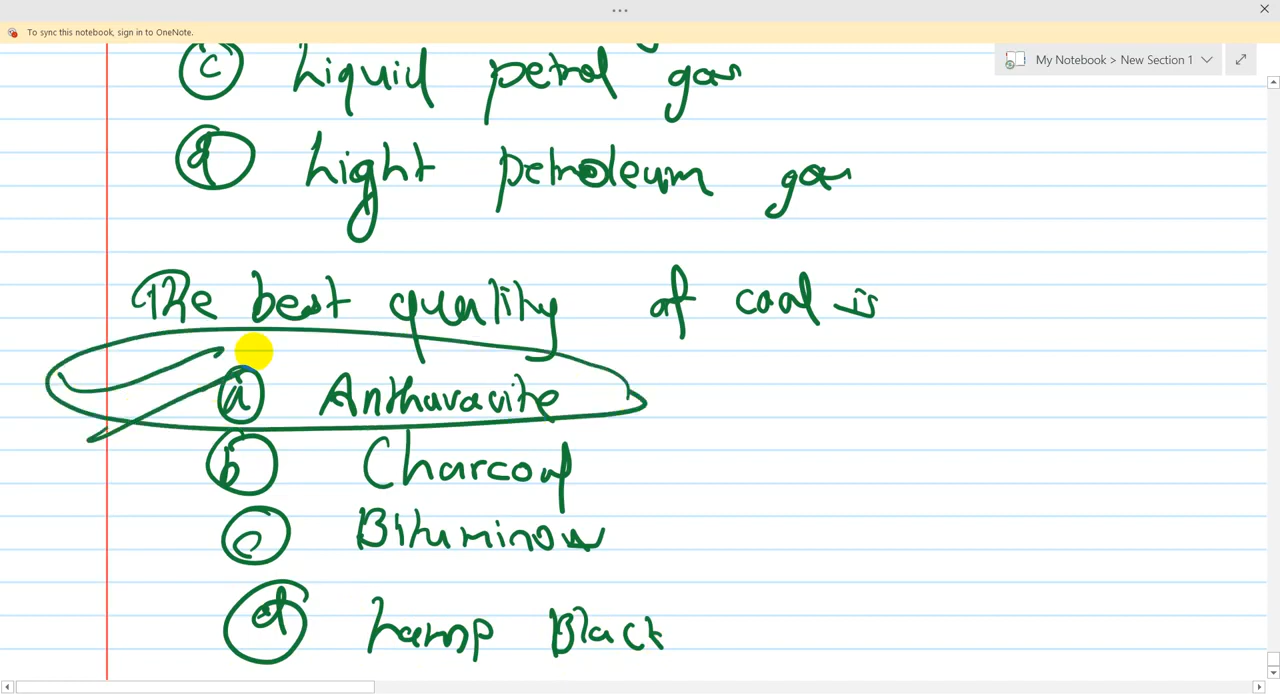 To sync this notebook, sign in to OneNote.
My Notebook > New Section 1
c Liquid petrol gas
d Light petroleum gas
The best quality of coal is
a Anthuracite
b Charcoal
c Bituminous
d Lamp Black